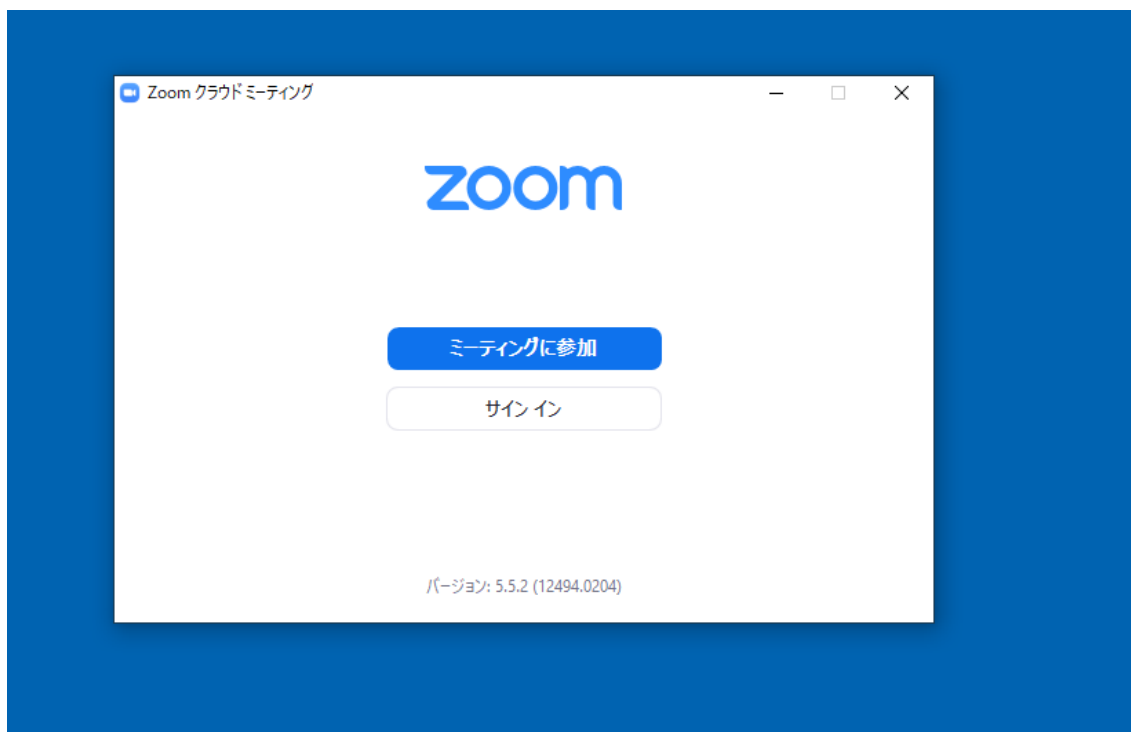 Zoom クラウド ミーティング
zoom
ミーティングに参加
サイン イン
バージョン: 5.5.2 (12494.0204)